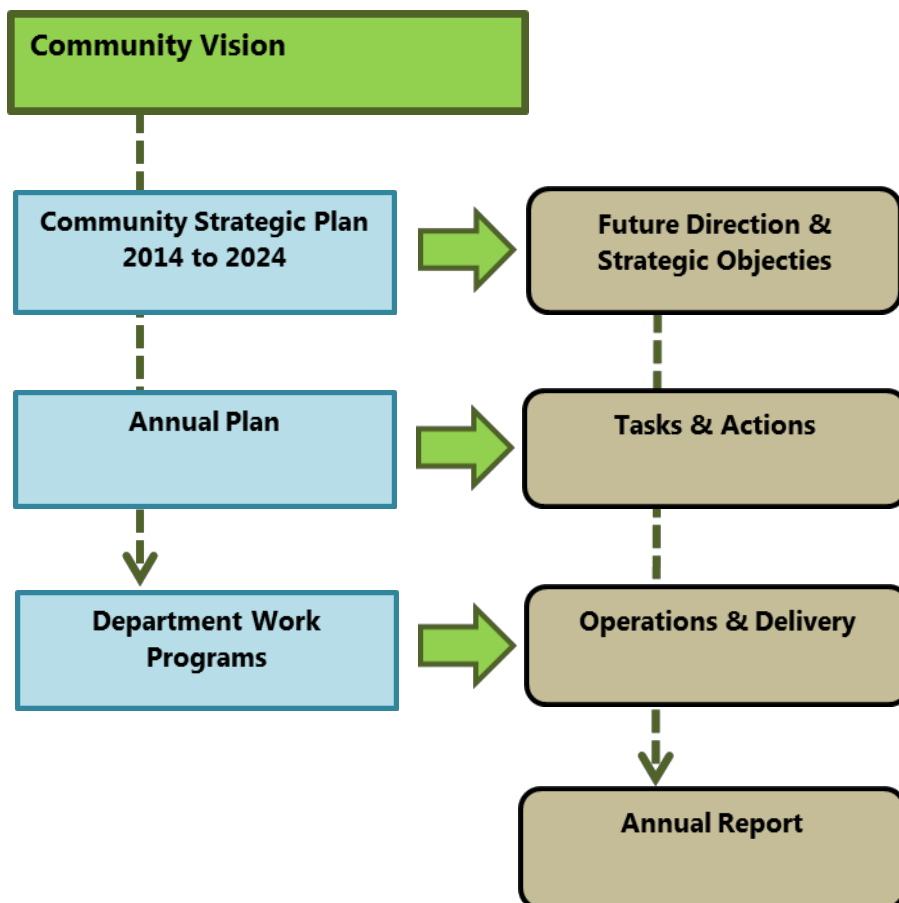 Community Vision
Community Strategic Plan
2014 to 2024
Future Direction &
Strategic Objecties
Annual Plan
Tasks & Actions
Department Work
Programs
Operations & Delivery
Annual Report